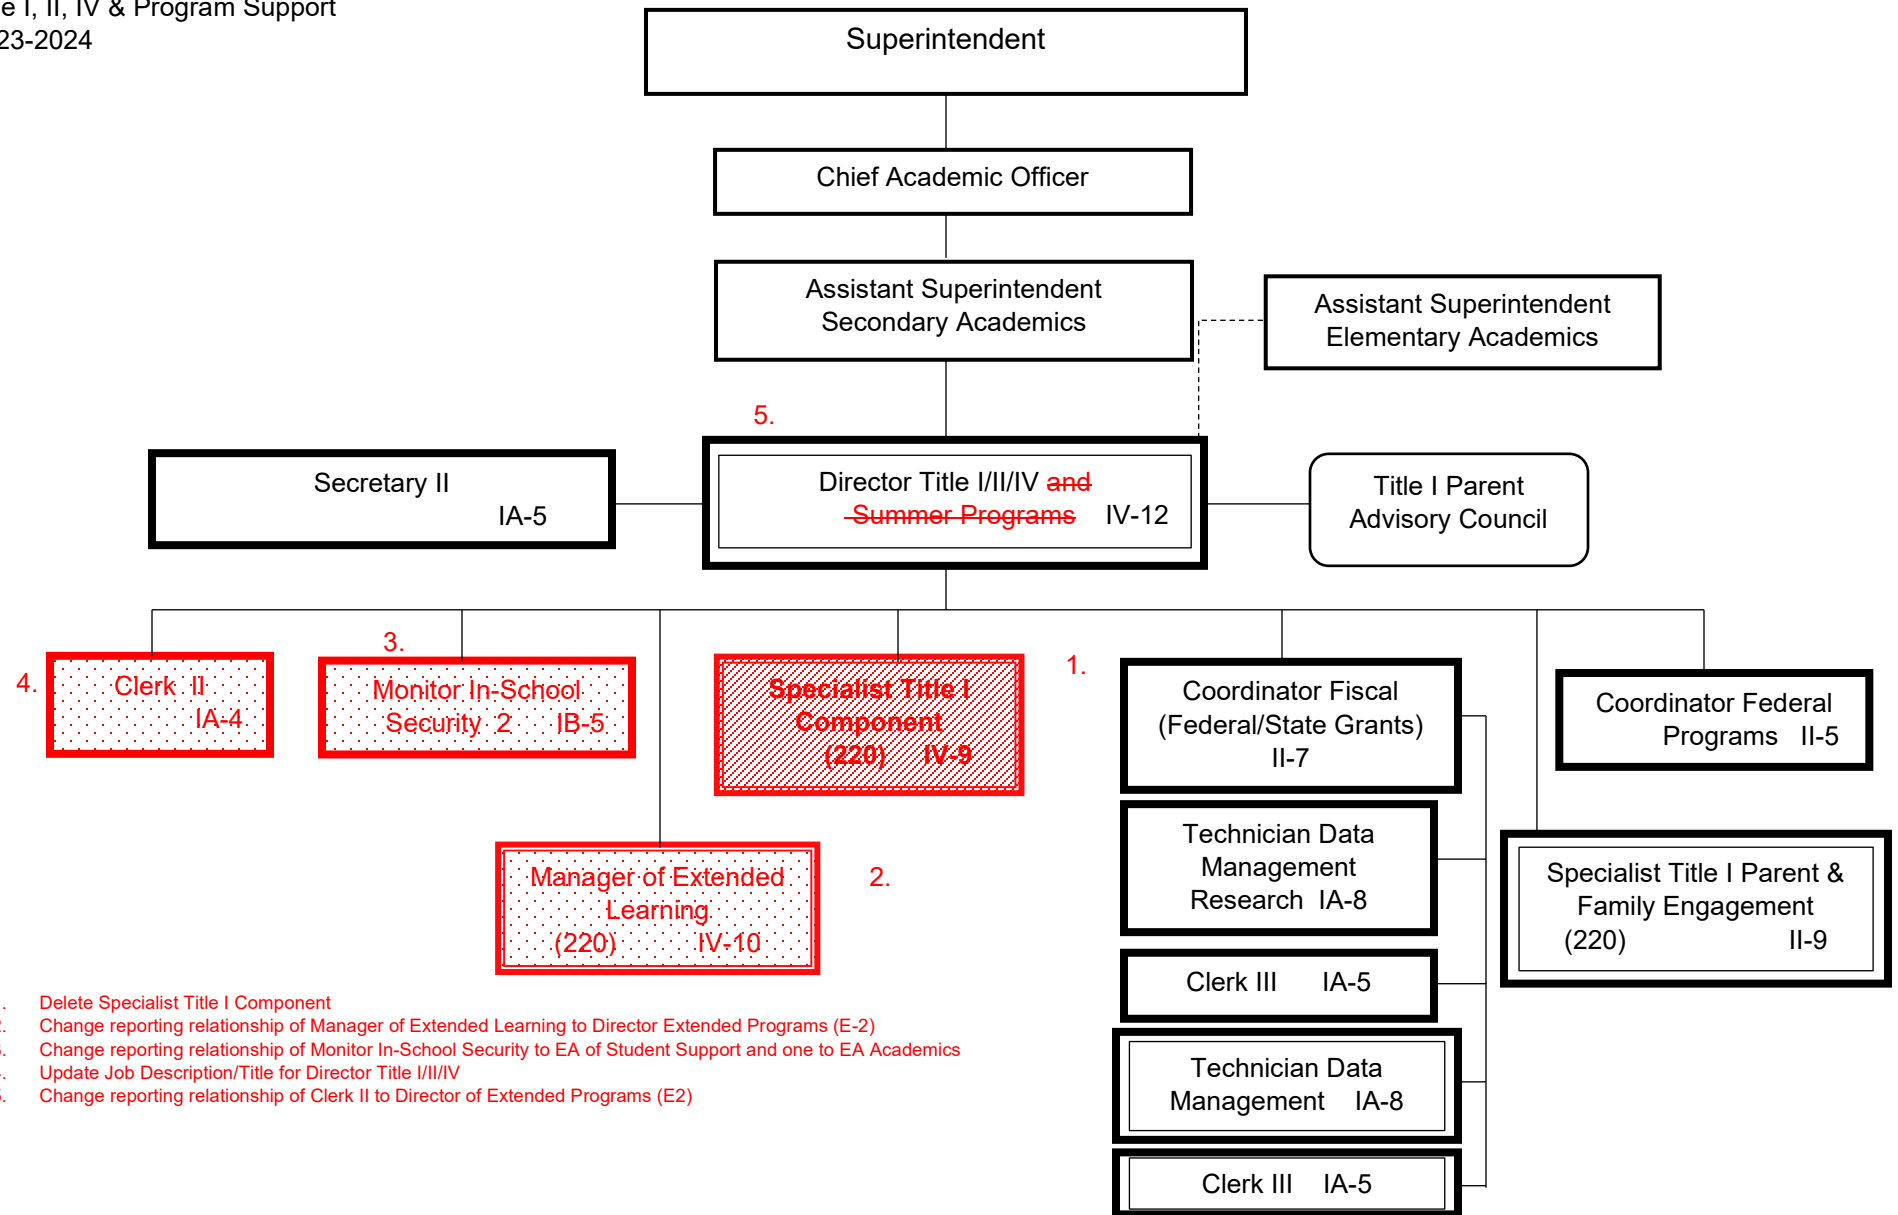 e I, II, IV & Program Support
23-2024
Superintendent
Chief Academic Officer
Assistant Superintendent
Secondary Academics
Assistant Superintendent
Elementary Academics
5.
Secretary II
IA-5
Director Title I/II/IV and
Summer Programs IV-12
Title I Parent
Advisory Council
4.
Clerk II
IA-4
3.
Monitor In-School
Security 2 IB-5
Specialist Title I
Component
(220) IV-9
1.
Coordinator Fiscal
(Federal/State Grants)
II-7
Coordinator Federal
Programs II-5
Manager of Extended
Learning
(220) IV-10
2.
Technician Data
Management
Research IA-8
Specialist Title I Parent &
Family Engagement
(220) II-9
Clerk III IA-5
Technician Data
Management IA-8
Clerk III IA-5
. Delete Specialist Title I Component
. Change reporting relationship of Manager of Extended Learning to Director Extended Programs (E-2)
. Change reporting relationship of Monitor In-School Security to EA of Student Support and one to EA Academics
. Update Job Description/Title for Director Title I/II/IV
. Change reporting relationship of Clerk II to Director of Extended Programs (E2)